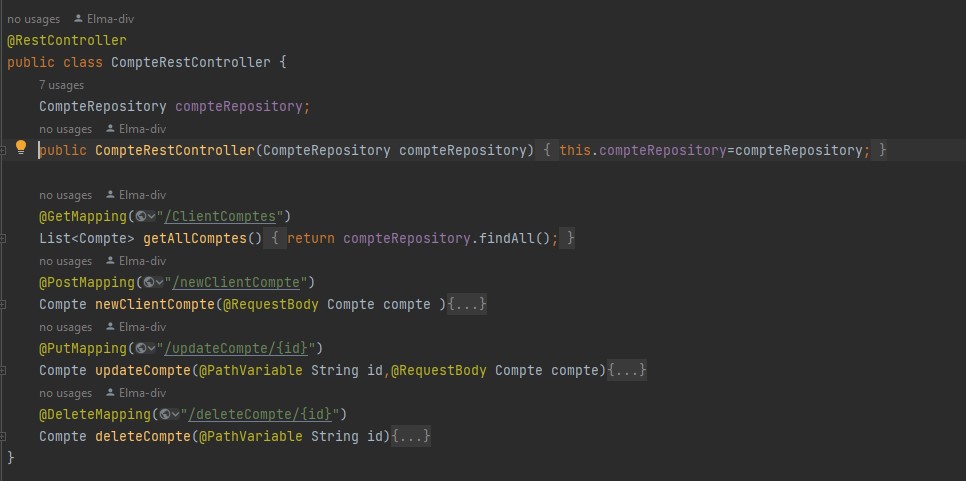 no usages Elma-div
@RestController
public class CompteRestController {
7 usages
CompteRepository compteRepository;
no usages Elma-div
public CompteRestController(CompteRepository compteRepository) { this.compteRepository=compteRepository; }
no usages Elma-div
@GetMapping("/ClientComptes")
List<Compte> getAllComptes() { return compteRepository.findAll(); }
no usages Elma-div
@PostMapping("/newClientCompte")
Compte newClientCompte(@RequestBody Compte compte ){...}
no usages Elma-div
@PutMapping("/updateCompte/{id}")
Compte updateCompte(@PathVariable String id,@RequestBody Compte compte){...}
no usages Elma-div
@DeleteMapping("/deleteCompte/{id}")
Compte deleteCompte(@PathVariable String id){...}
}